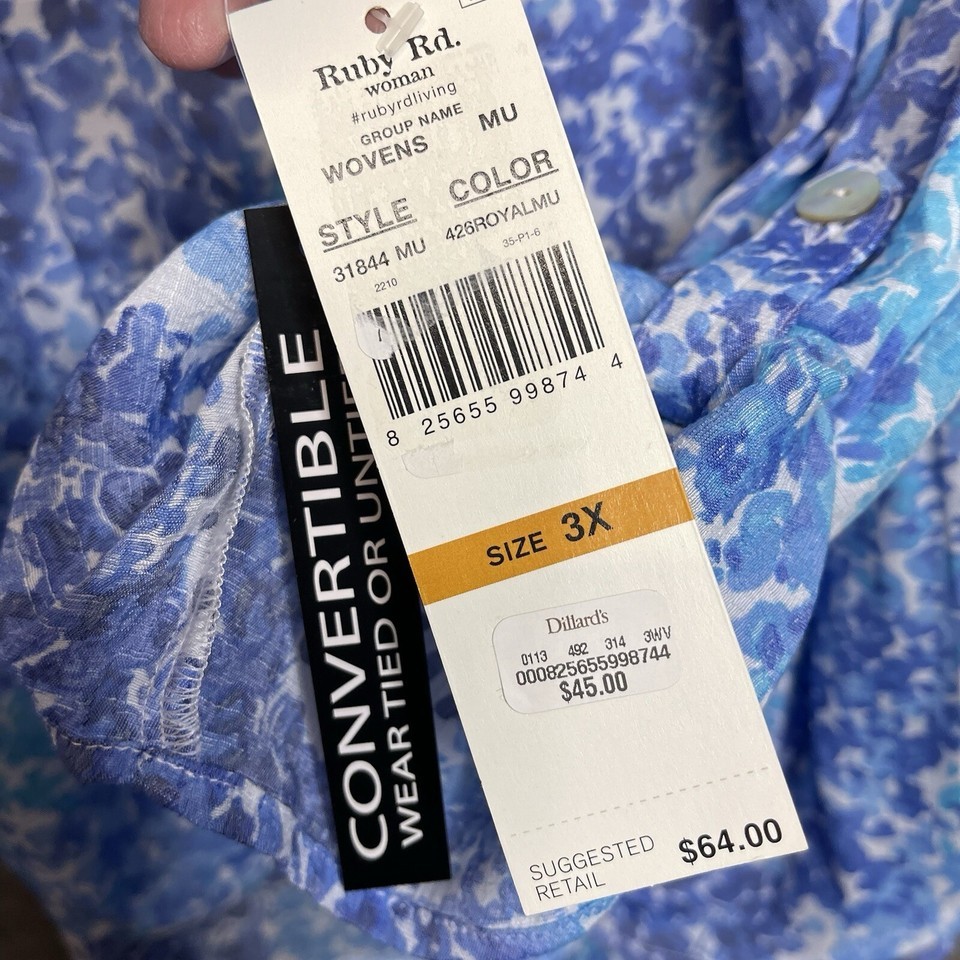 Ruby Rd.
woman
#rubyrdliving
GROUP NAME
WOVENS MU
STYLE COLOR
31844 MU 426ROYALMU
2210 35-P1-6
8 25655 99874 4
SIZE 3X
Dillard's
0113 492 314 3WV
000825655998744
$45.00
SUGGESTED
RETAIL $64.00
CONVERTIBLE
WEAR TIED OR UNTIE